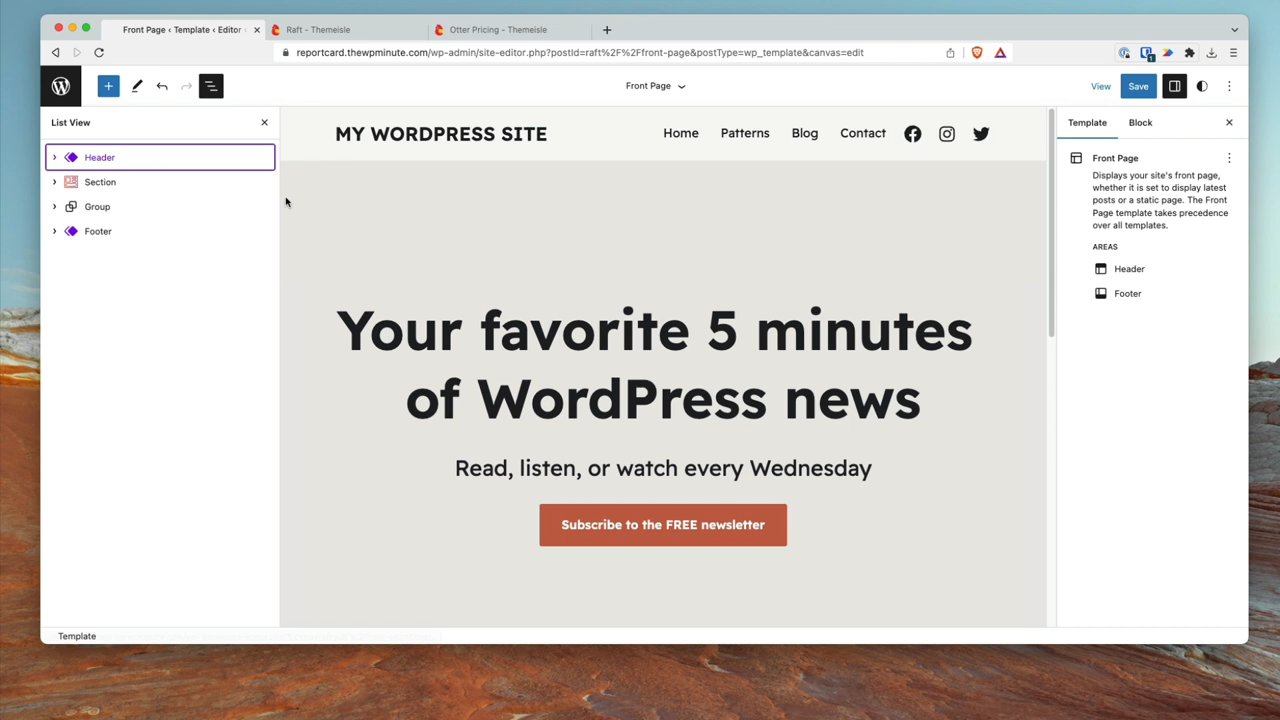 Front Page ‹ Template ‹ Editor
Raft - Themeisle
Otter Pricing - Themeisle
reportcard.thewpminute.com/wp-admin/site-editor.php?postId=raft%2F%2Ffront-page&postType=wp_template&canvas=edit
Front Page
View
Save
List View
Header
Section
Group
Footer
MY WORDPRESS SITE
Home
Patterns
Blog
Contact
Your favorite 5 minutes
of WordPress news
Read, listen, or watch every Wednesday
Subscribe to the FREE newsletter
Template
Block
Front Page
Displays your site's front page,
whether it is set to display latest
posts or a static page. The Front
Page template takes precedence
over all templates.
AREAS
Header
Footer
Template